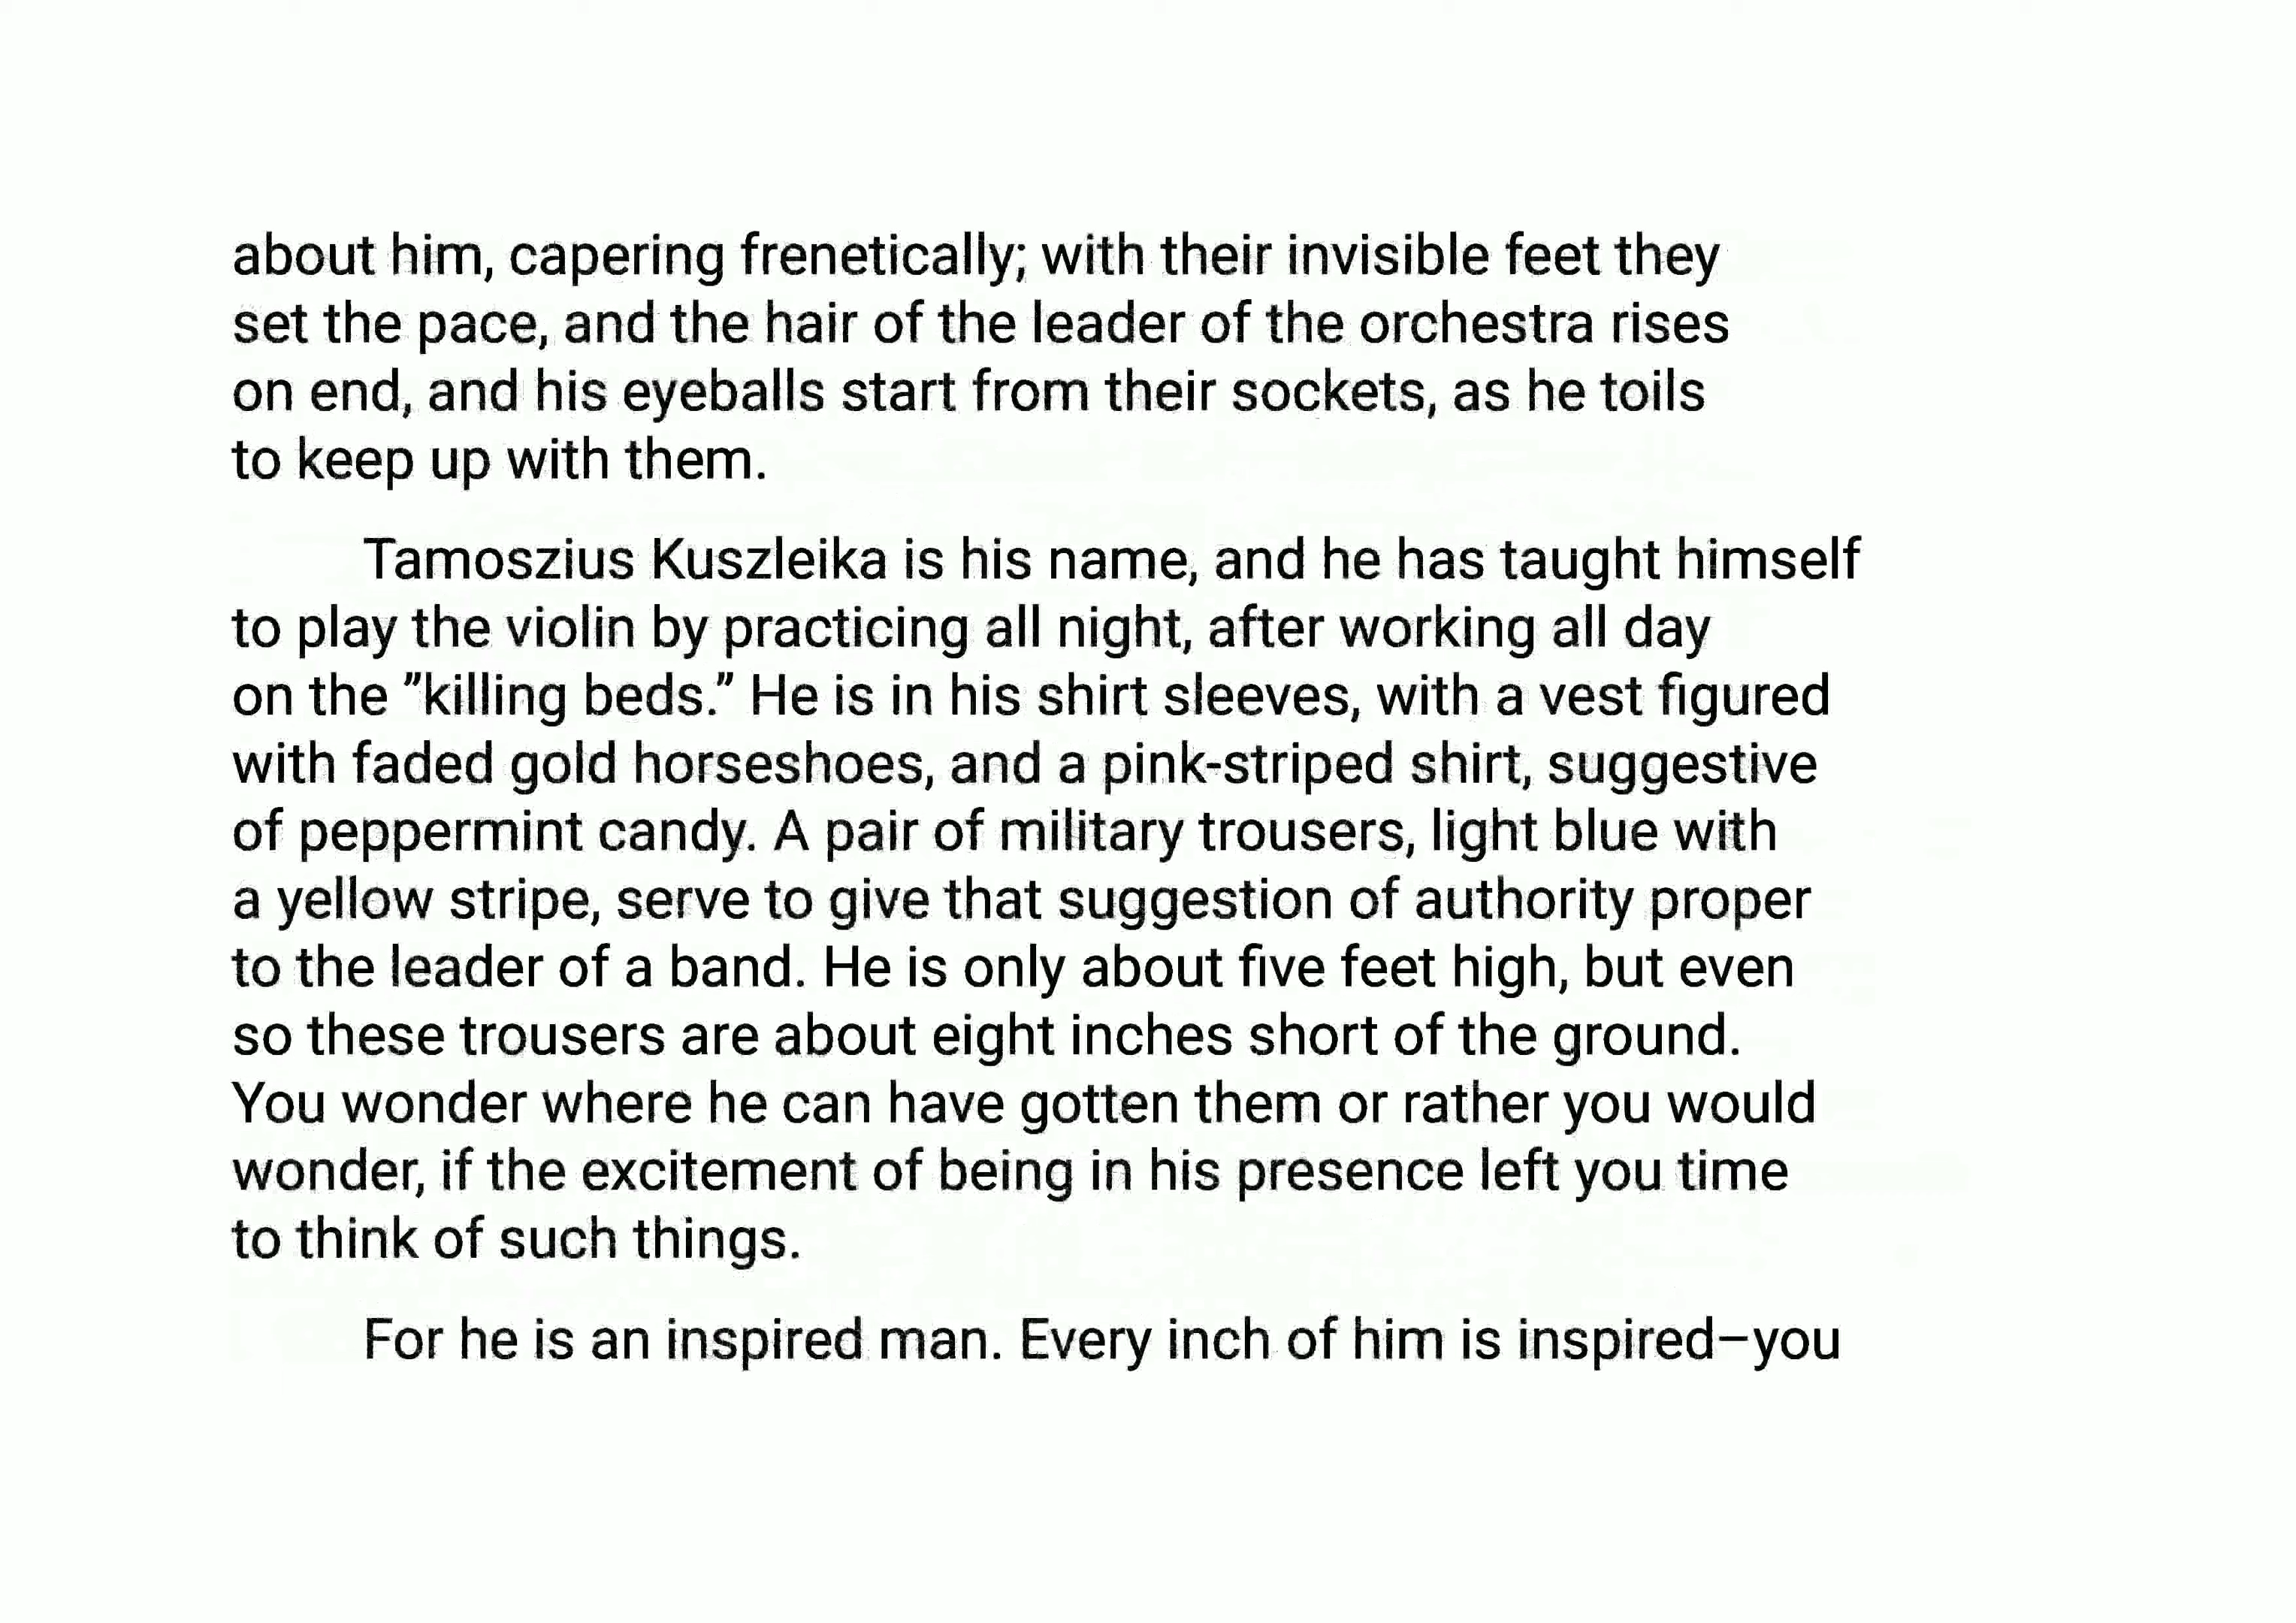 about him, capering frenetically; with their invisible feet they
set the pace, and the hair of the leader of the orchestra rises
on end, and his eyeballs start from their sockets, as he toils
to keep up with them.
Tamoszius Kuszleika is his name, and he has taught himself
to play the violin by practicing all night, after working all day
on the "killing beds." He is in his shirt sleeves, with a vest figured
with faded gold horseshoes, and a pink-striped shirt, suggestive
of peppermint candy. A pair of military trousers, light blue with
a yellow stripe, serve to give that suggestion of authority proper
to the leader of a band. He is only about five feet high, but even
so these trousers are about eight inches short of the ground.
You wonder where he can have gotten them or rather you would
wonder, if the excitement of being in his presence left you time
to think of such things.
For he is an inspired man. Every inch of him is inspired–you